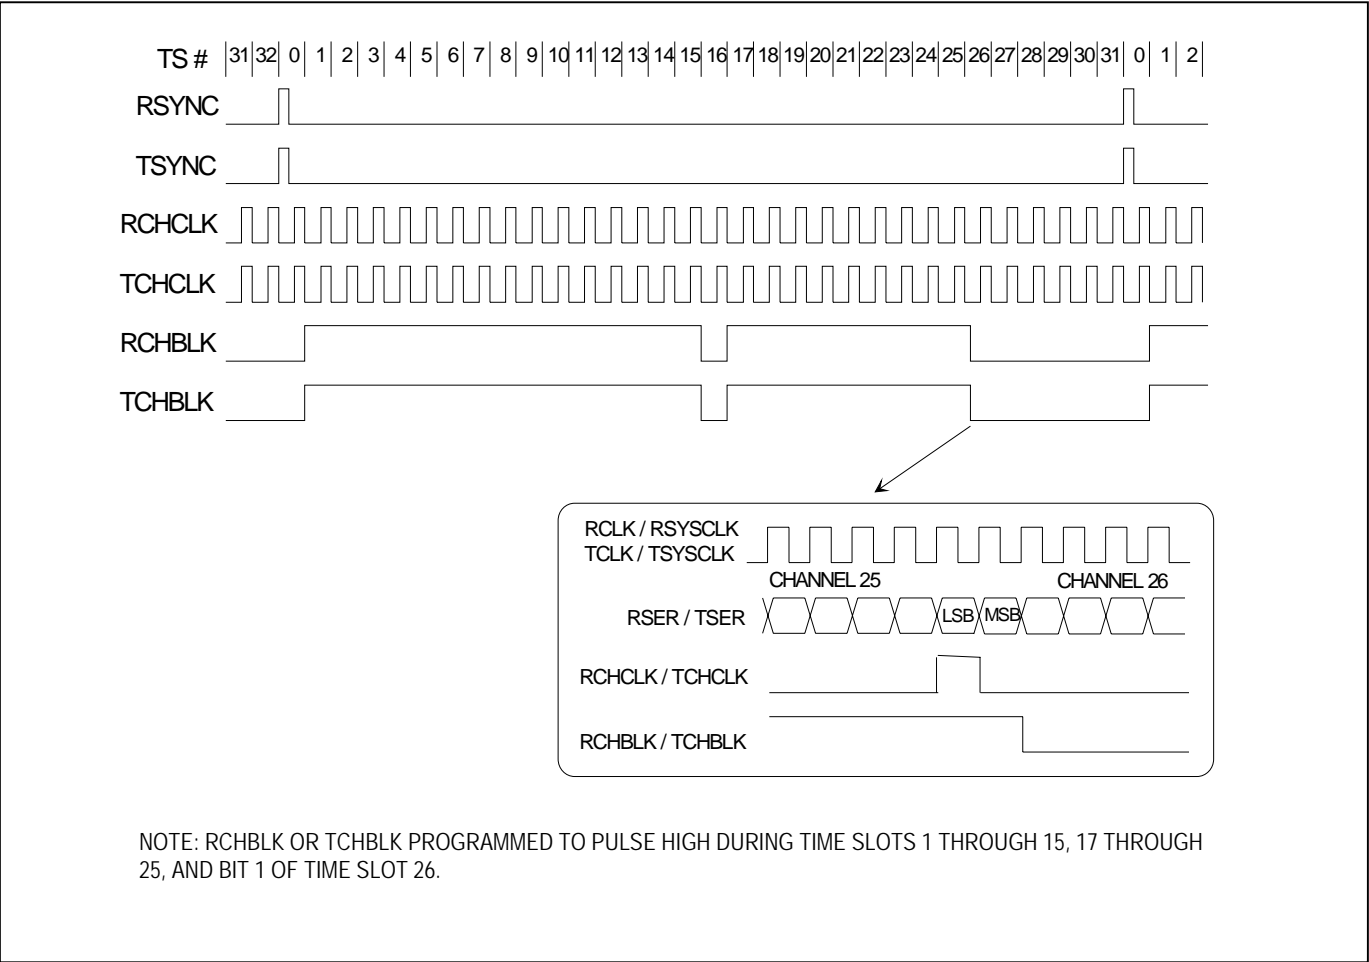 TS # 31 32 0 1 2 3 4 5 6 7 8 9 10 11 12 13 14 15 16 17 18 19 20 21 22 23 24 25 26 27 28 29 30 31 0 1 2
RSYNC
TSYNC
RCHCLK
TCHCLK
RCHBLK
TCHBLK
RCLK / RSYSCLK
TCLK / TSYSCLK
CHANNEL 25 CHANNEL 26
RSER / TSER LSB MSB
RCHCLK / TCHCLK
RCHBLK / TCHBLK
NOTE: RCHBLK OR TCHBLK PROGRAMMED TO PULSE HIGH DURING TIME SLOTS 1 THROUGH 15, 17 THROUGH
25, AND BIT 1 OF TIME SLOT 26.